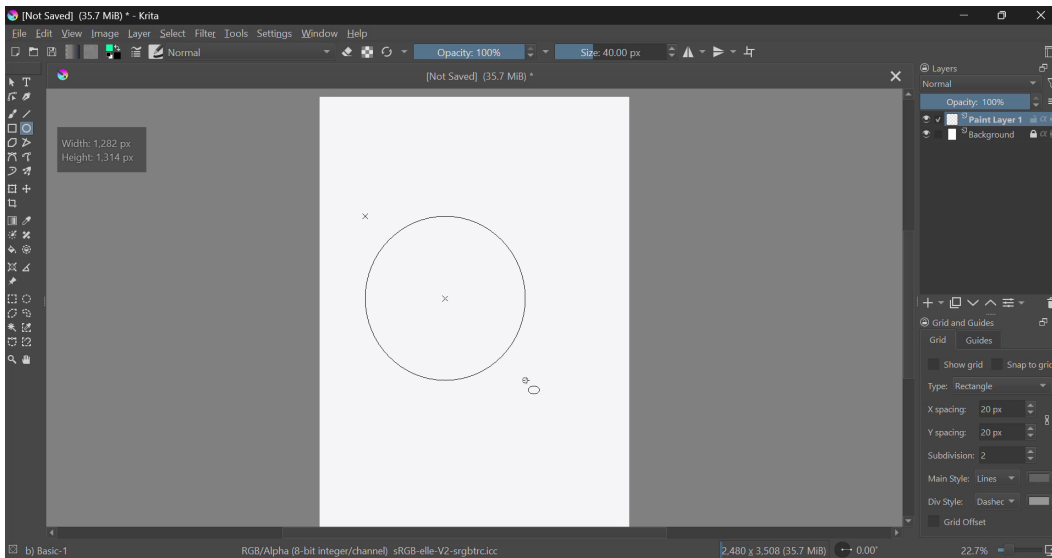 [Not Saved] (35.7 MiB) * - Krita
File Edit View Image Layer Select Filter Tools Settings Window Help
Normal Opacity: 100% Size: 40.00 px
[Not Saved] (35.7 MiB) *
Width: 1,282 px
Height: 1,314 px
Layers
Normal
Opacity: 100%
Paint Layer 1
Background
Grid and Guides
Grid Guides
Show grid Snap to grid
Type: Rectangle
X spacing: 20 px
Y spacing: 20 px
Subdivision: 2
Main Style: Lines
Div Style: Dashec
Grid Offset
b) Basic-1 RGB/Alpha (8-bit integer/channel) sRGB-elle-V2-srgbtrc.icc 2,480 x 3,508 (35.7 MiB) 0.00° 22.7%